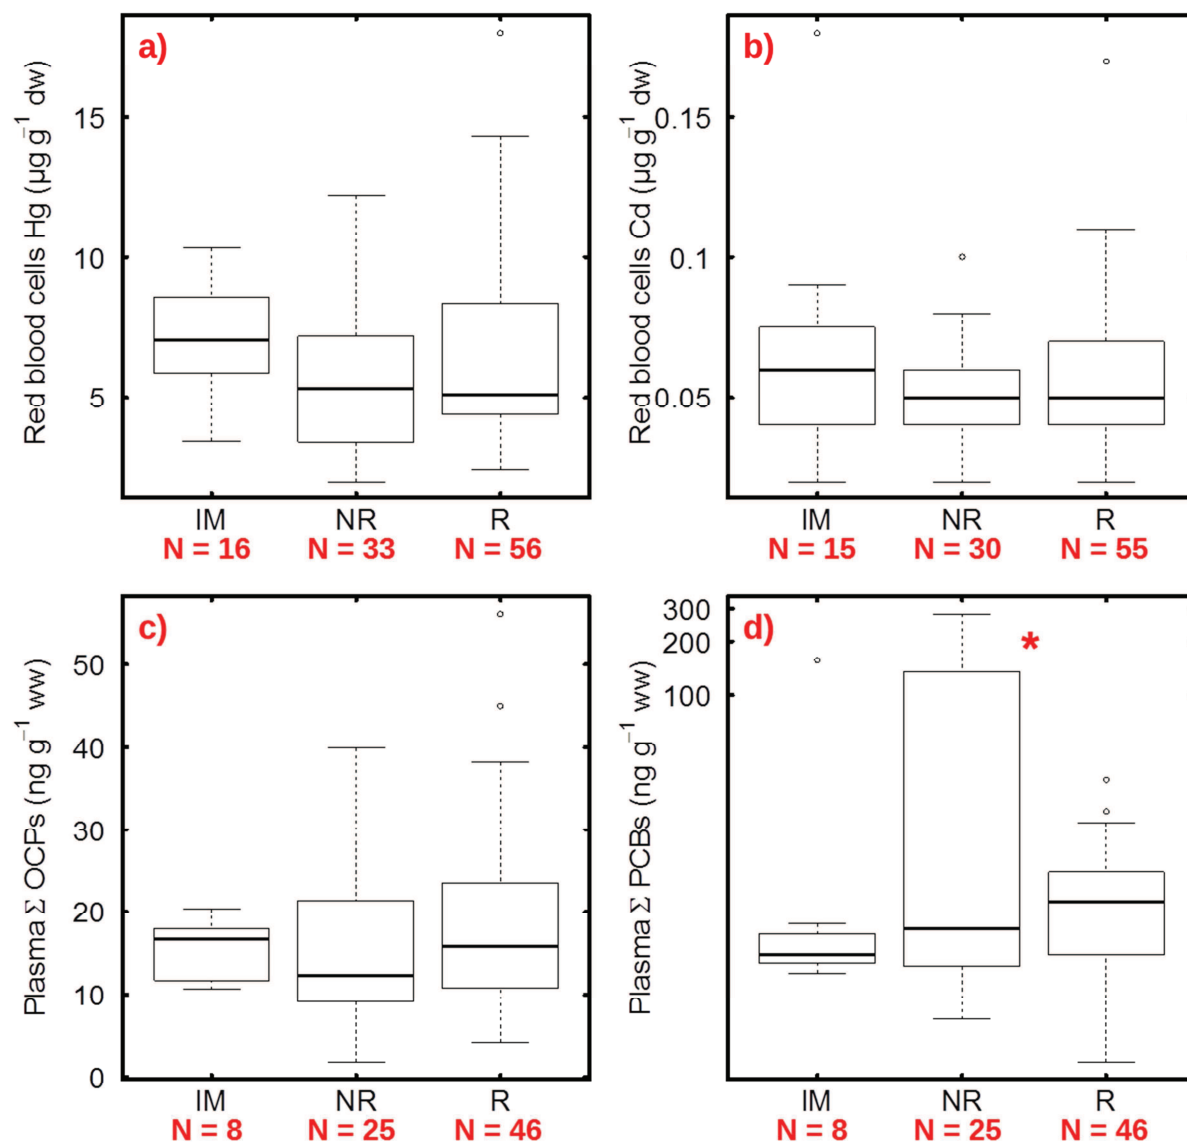 a)
Red blood cells Hg (µg g⁻¹ dw)
15
10
5
IM NR R
N = 16 N = 33 N = 56
b)
Red blood cells Cd (µg g⁻¹ dw)
0.15
0.1
0.05
IM NR R
N = 15 N = 30 N = 55
c)
Plasma Σ OCPs (ng g⁻¹ ww)
50
40
30
20
10
0
IM NR R
N = 8 N = 25 N = 46
d)
*
Plasma Σ PCBs (ng g⁻¹ ww)
300
200
100
IM NR R
N = 8 N = 25 N = 46